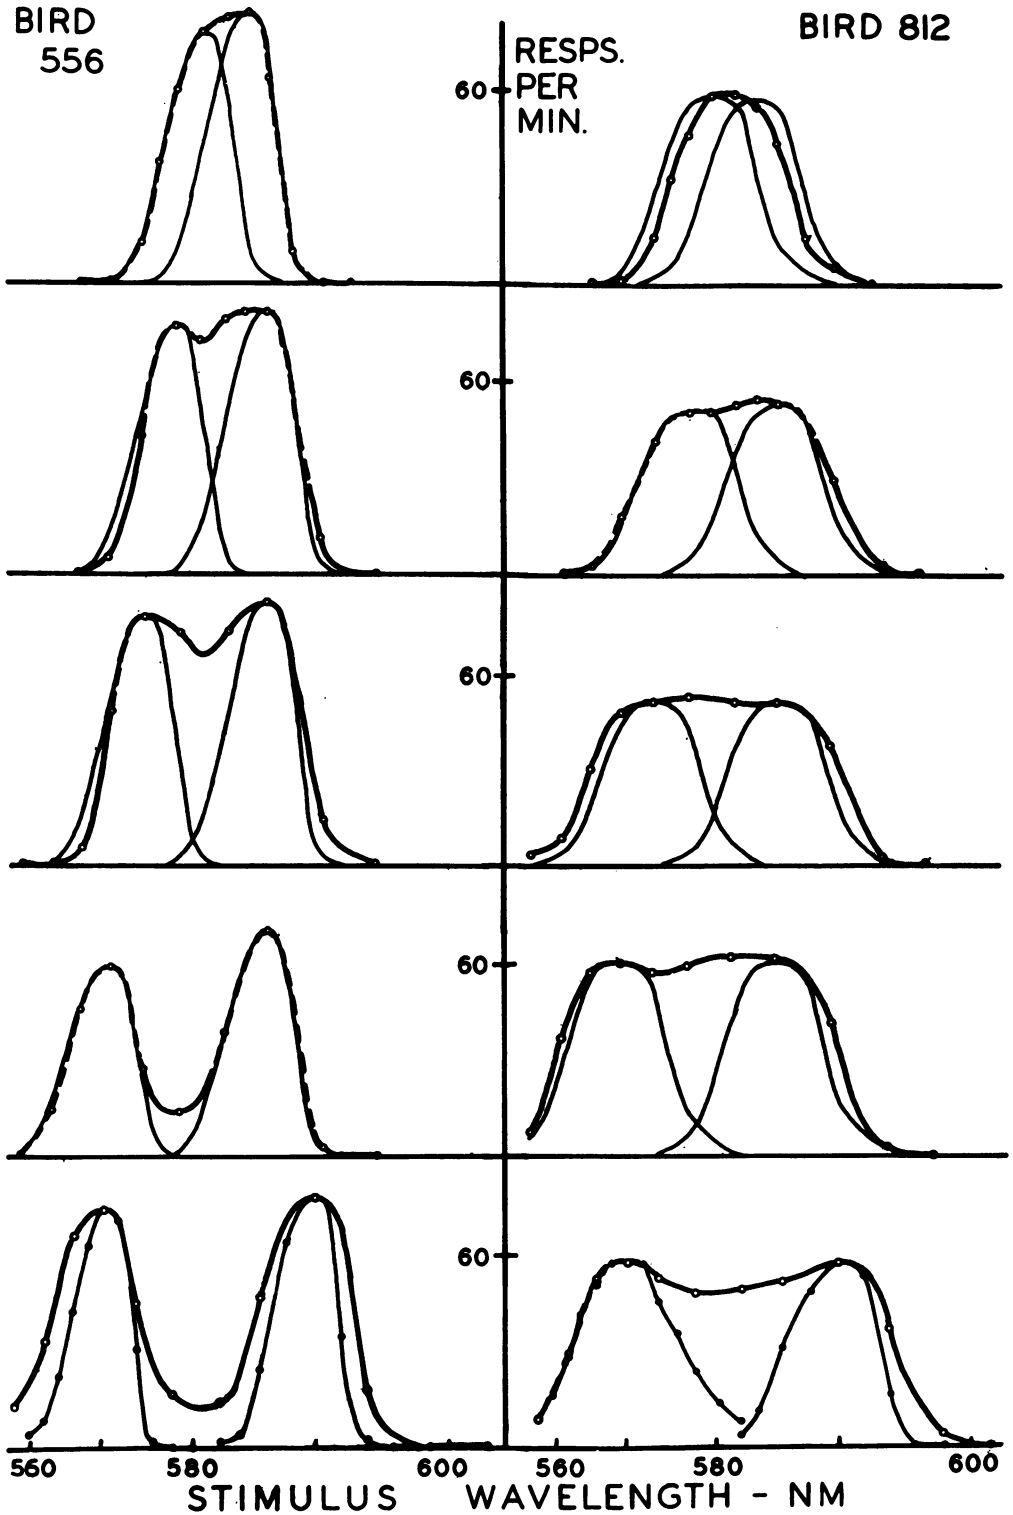 BIRD
556
BIRD 812
RESPS.
PER
MIN.
60
60
60
60
60
560 580 600 560 580 600
STIMULUS WAVELENGTH - NM